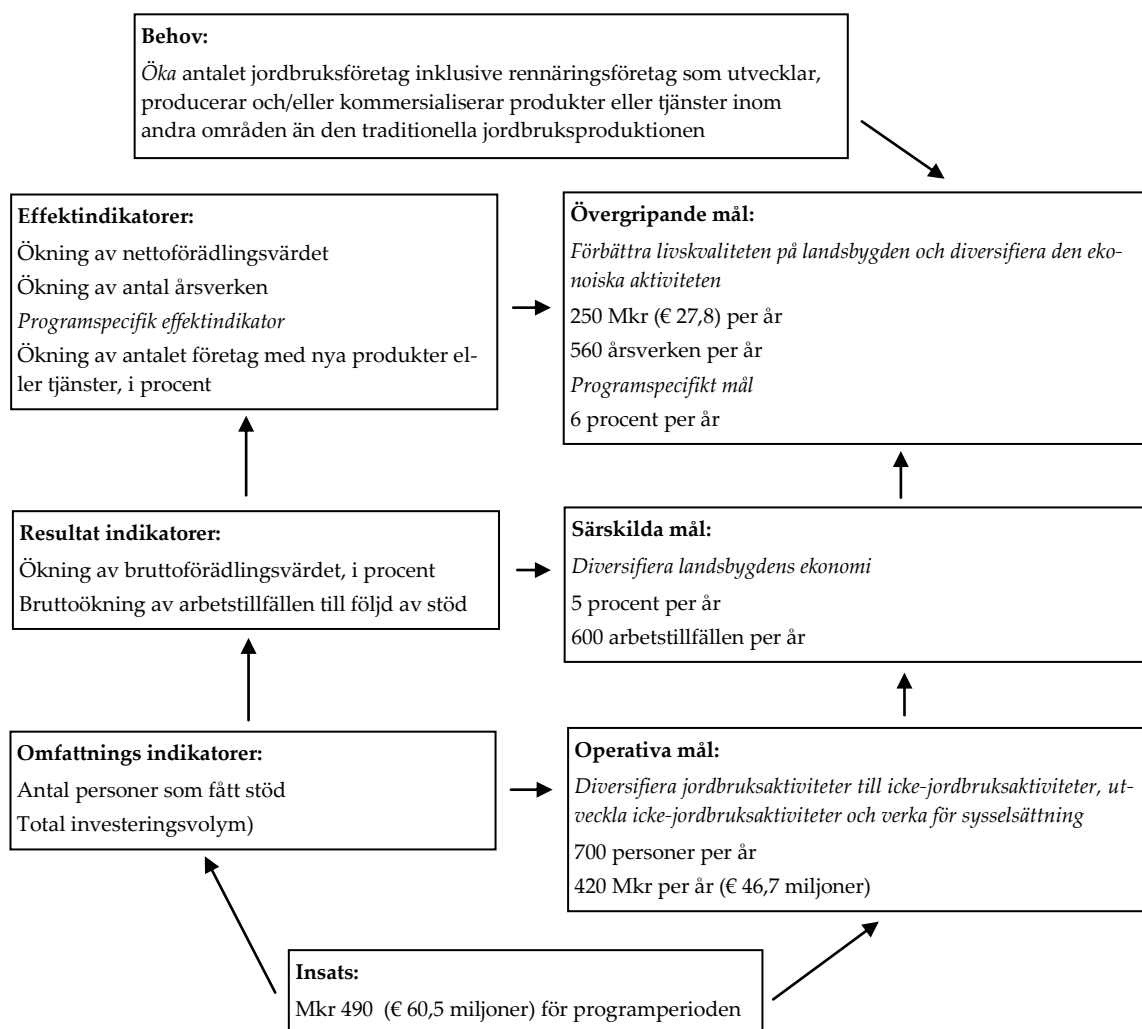 Behov:
Öka antalet jordbruksföretag inklusive rennäringsföretag som utvecklar,
producerar och/eller kommersialiserar produkter eller tjänster inom
andra områden än den traditionella jordbruksproduktionen
Effektindikatorer:
Ökning av nettoförädlingsvärdet
Ökning av antal årsverken
Programspecifik effektindikator
Ökning av antalet företag med nya produkter el-
ler tjänster, i procent
Övergripande mål:
Förbättra livskvaliteten på landsbygden och diversifiera den eko-
noiska aktiviteten
250 Mkr (€ 27,8) per år
560 årsverken per år
Programspecifikt mål
6 procent per år
Resultat indikatorer:
Ökning av bruttoförädlingsvärdet, i procent
Bruttoökning av arbetstillfällen till följd av stöd
Särskilda mål:
Diversifiera landsbygdens ekonomi
5 procent per år
600 arbetstillfällen per år
Omfattnings indikatorer:
Antal personer som fått stöd
Total investeringsvolym)
Operativa mål:
Diversifiera jordbruksaktiviteter till icke-jordbruksaktiviteter, ut-
veckla icke-jordbruksaktiviteter och verka för sysselsättning
700 personer per år
420 Mkr per år (€ 46,7 miljoner)
Insats:
Mkr 490 (€ 60,5 miljoner) för programperioden